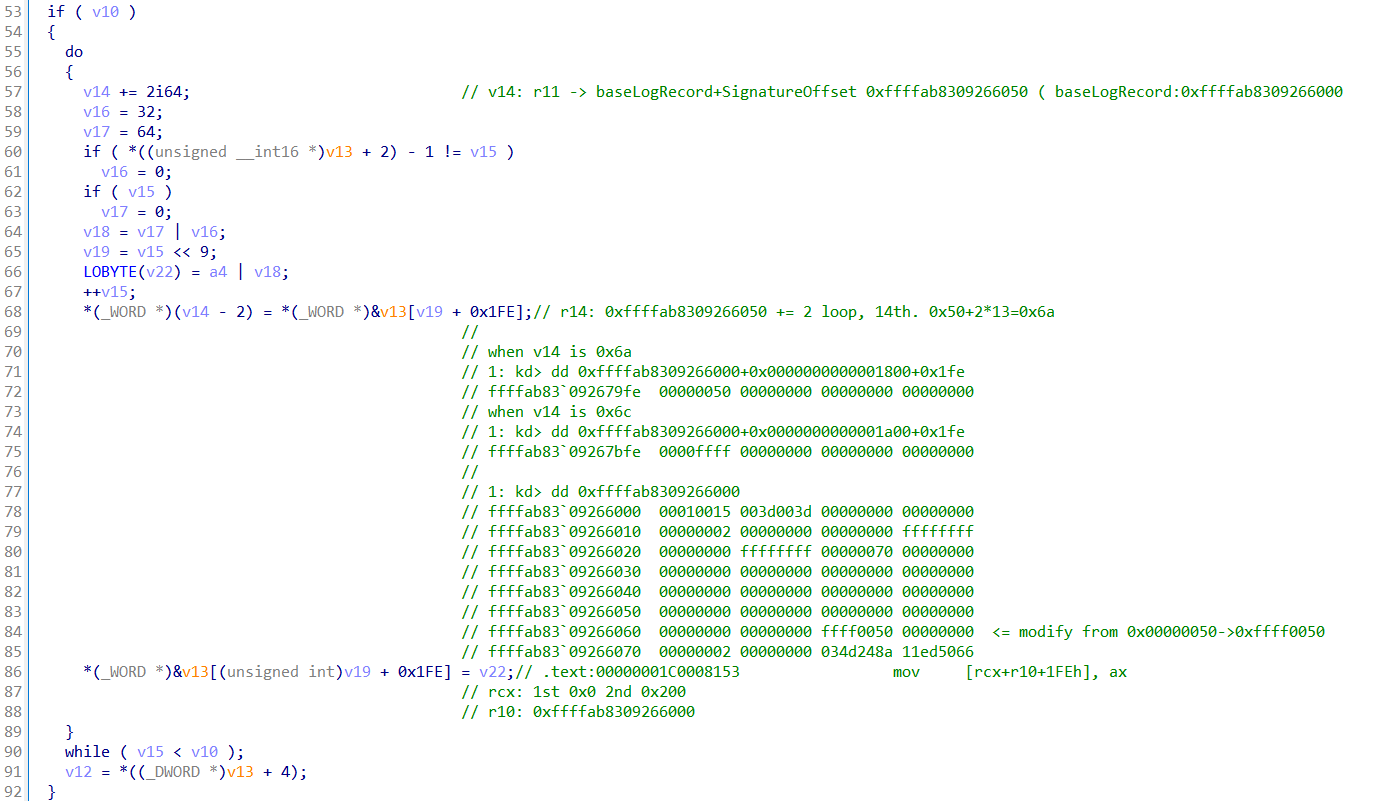 53 if ( v10 )
54 {
55 do
56 {
57 v14 += 2i64; // v14: r11 -> baseLogRecord+SignatureOffset 0xffffab8309266050 ( baseLogRecord:0xffffab8309266000
58 v16 = 32;
59 v17 = 64;
60 if ( *((unsigned __int16 *)v13 + 2) - 1 != v15 )
61 v16 = 0;
62 if ( v15 )
63 v17 = 0;
64 v18 = v17 | v16;
65 v19 = v15 << 9;
66 LOBYTE(v22) = a4 | v18;
67 ++v15;
68 *(_WORD *)(v14 - 2) = *(_WORD *)&v13[v19 + 0x1FE];// r14: 0xffffab8309266050 += 2 loop, 14th. 0x50+2*13=0x6a
69 //
70 // when v14 is 0x6a
71 // 1: kd> dd 0xffffab8309266000+0x0000000000001800+0x1fe
72 // ffffab83`092679fe 00000050 00000000 00000000 00000000
73 // when v14 is 0x6c
74 // 1: kd> dd 0xffffab8309266000+0x0000000000001a00+0x1fe
75 // ffffab83`09267bfe 0000ffff 00000000 00000000 00000000
76 //
77 // 1: kd> dd 0xffffab8309266000
78 // ffffab83`09266000 00010015 003d003d 00000000 00000000
79 // ffffab83`09266010 00000002 00000000 00000000 ffffffff
80 // ffffab83`09266020 00000000 ffffffff 00000070 00000000
81 // ffffab83`09266030 00000000 00000000 00000000 00000000
82 // ffffab83`09266040 00000000 00000000 00000000 00000000
83 // ffffab83`09266050 00000000 00000000 00000000 00000000
84 // ffffab83`09266060 00000000 00000000 ffff0050 00000000 <= modify from 0x00000050->0xffff0050
85 // ffffab83`09266070 00000002 00000000 034d248a 11ed5066
86 *(_WORD *)&v13[(unsigned int)v19 + 0x1FE] = v22;// .text:00000001C0008153 mov [rcx+r10+1FEh], ax
87 // rcx: 1st 0x0 2nd 0x200
88 // r10: 0xffffab8309266000
89 }
90 while ( v15 < v10 );
91 v12 = *((_DWORD *)v13 + 4);
92 }